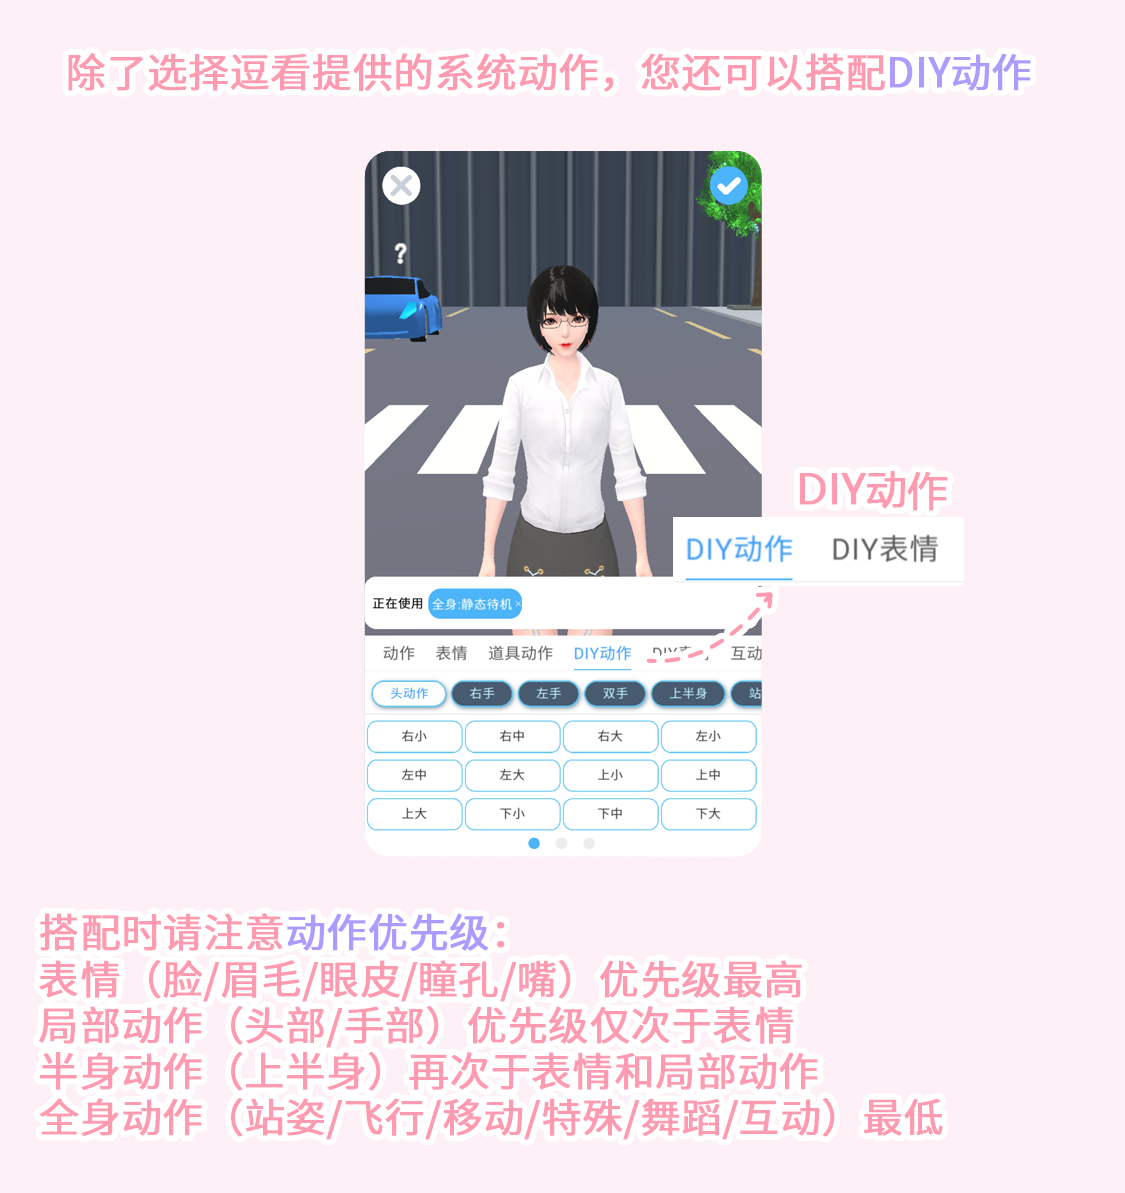 除了选择逗看提供的系统动作，您还可以搭配DIY动作
?
DIY动作
DIY动作 DIY表情
正在使用 全身:静态待机×
动作 表情 道具动作 DIY动作 互动
头动作 右手 左手 双手 上半身 站
右小 右中 右大 左小
左中 左大 上小 上中
上大 下小 下中 下大
搭配时请注意动作优先级：
表情（脸/眉毛/眼皮/瞳孔/嘴）优先级最高
局部动作（头部/手部）优先级仅次于表情
半身动作（上半身）再次于表情和局部动作
全身动作（站姿/飞行/移动/特殊/舞蹈/互动）最低